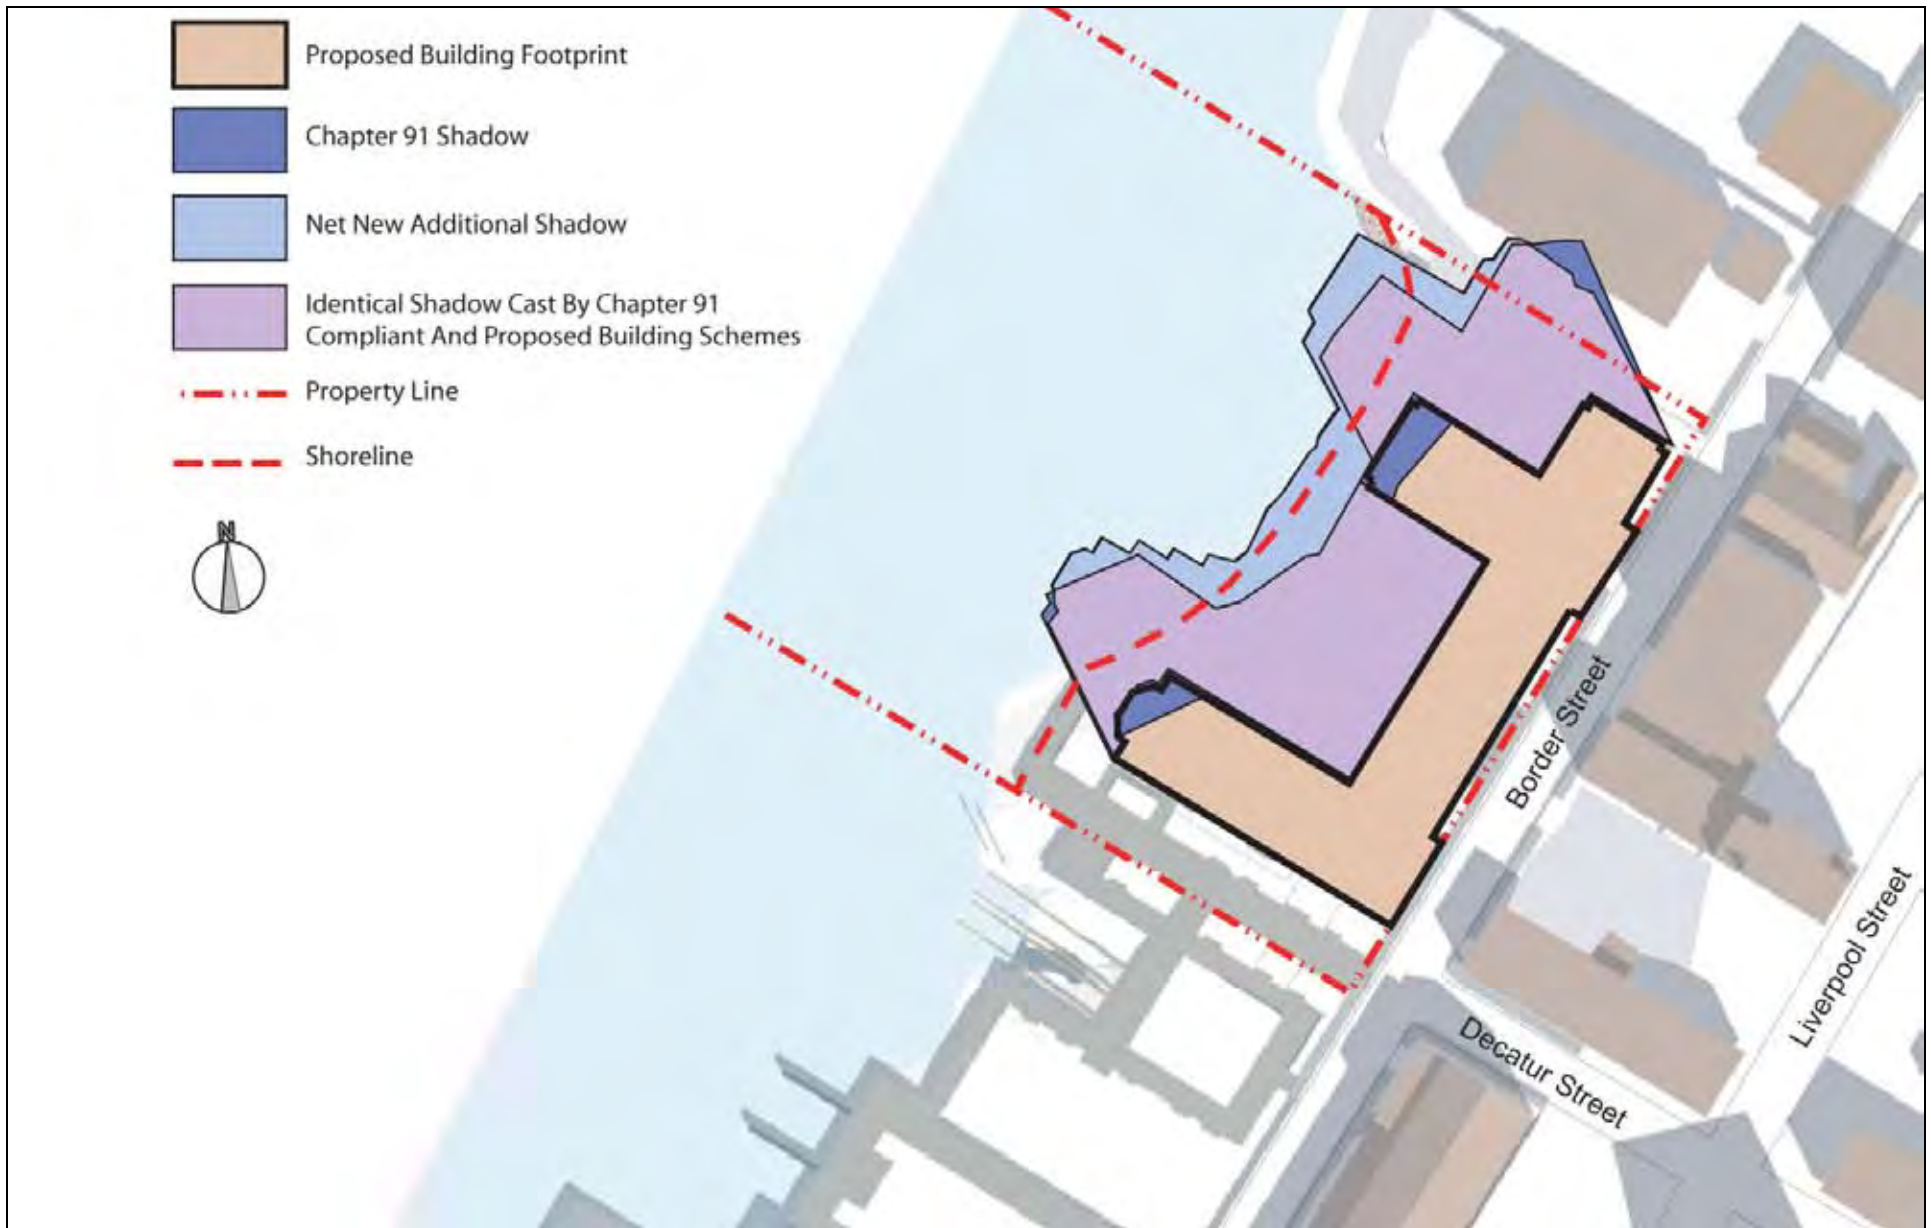 Proposed Building Footprint
Chapter 91 Shadow
Net New Additional Shadow
Identical Shadow Cast By Chapter 91
Compliant And Proposed Building Schemes
Property Line
Shoreline
N
Border Street
Liverpool Street
Decatur Street